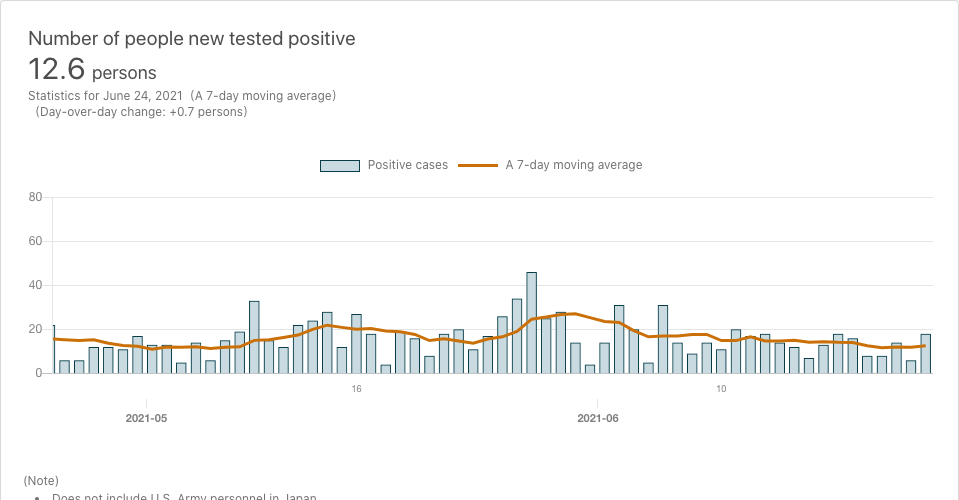 Number of people new tested positive
12.6 persons
Statistics for June 24, 2021 (A 7-day moving average)
(Day-over-day change: +0.7 persons)
Positive cases A 7-day moving average
80
60
40
20
0
16 10
2021-05 2021-06
(Note)
• Does not include U.S. Army personnel in Japan